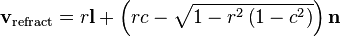 v_refract = rl + (rc − √(1 − r² (1 − c²))) n